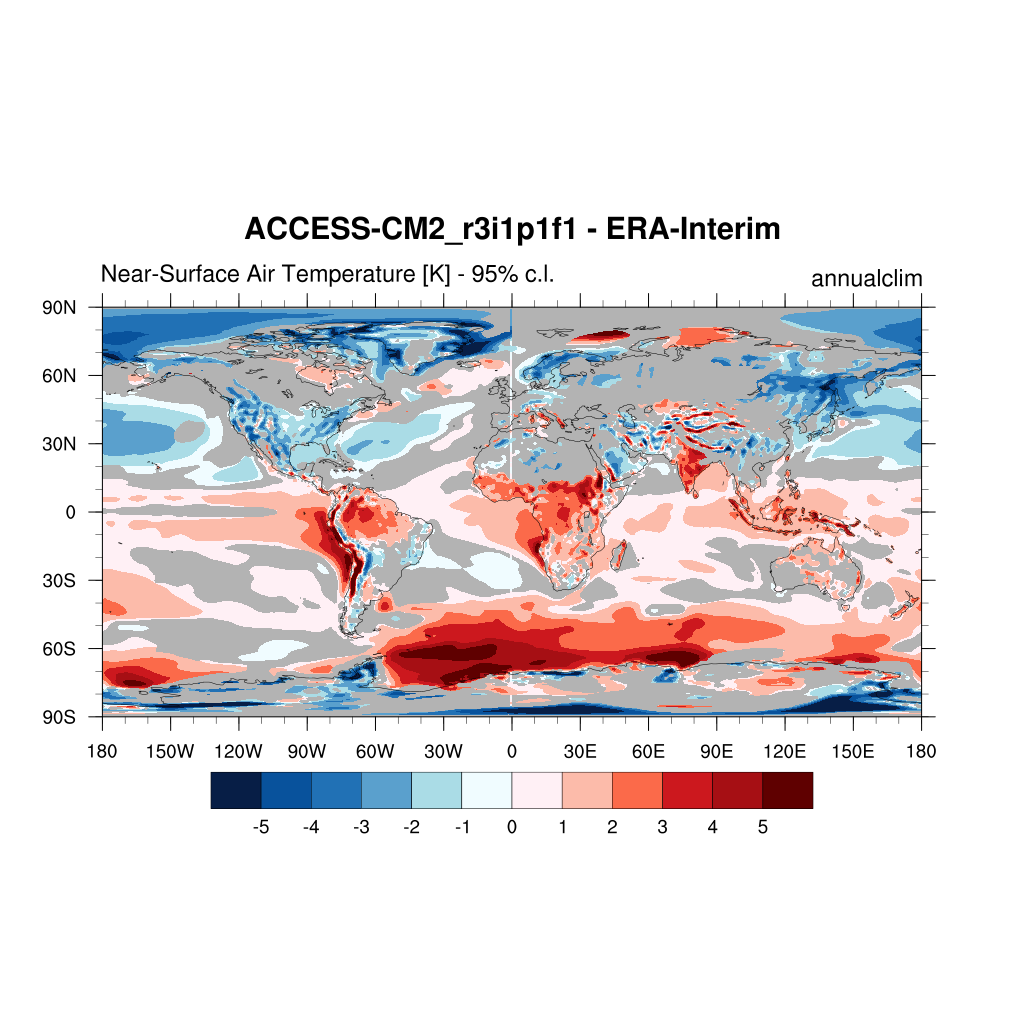 ACCESS-CM2_r3i1p1f1 - ERA-Interim
Near-Surface Air Temperature [K] - 95% c.l.
annualclim
90N
60N
30N
0
30S
60S
90S
180 150W 120W 90W 60W 30W 0 30E 60E 90E 120E 150E 180
-5 -4 -3 -2 -1 0 1 2 3 4 5